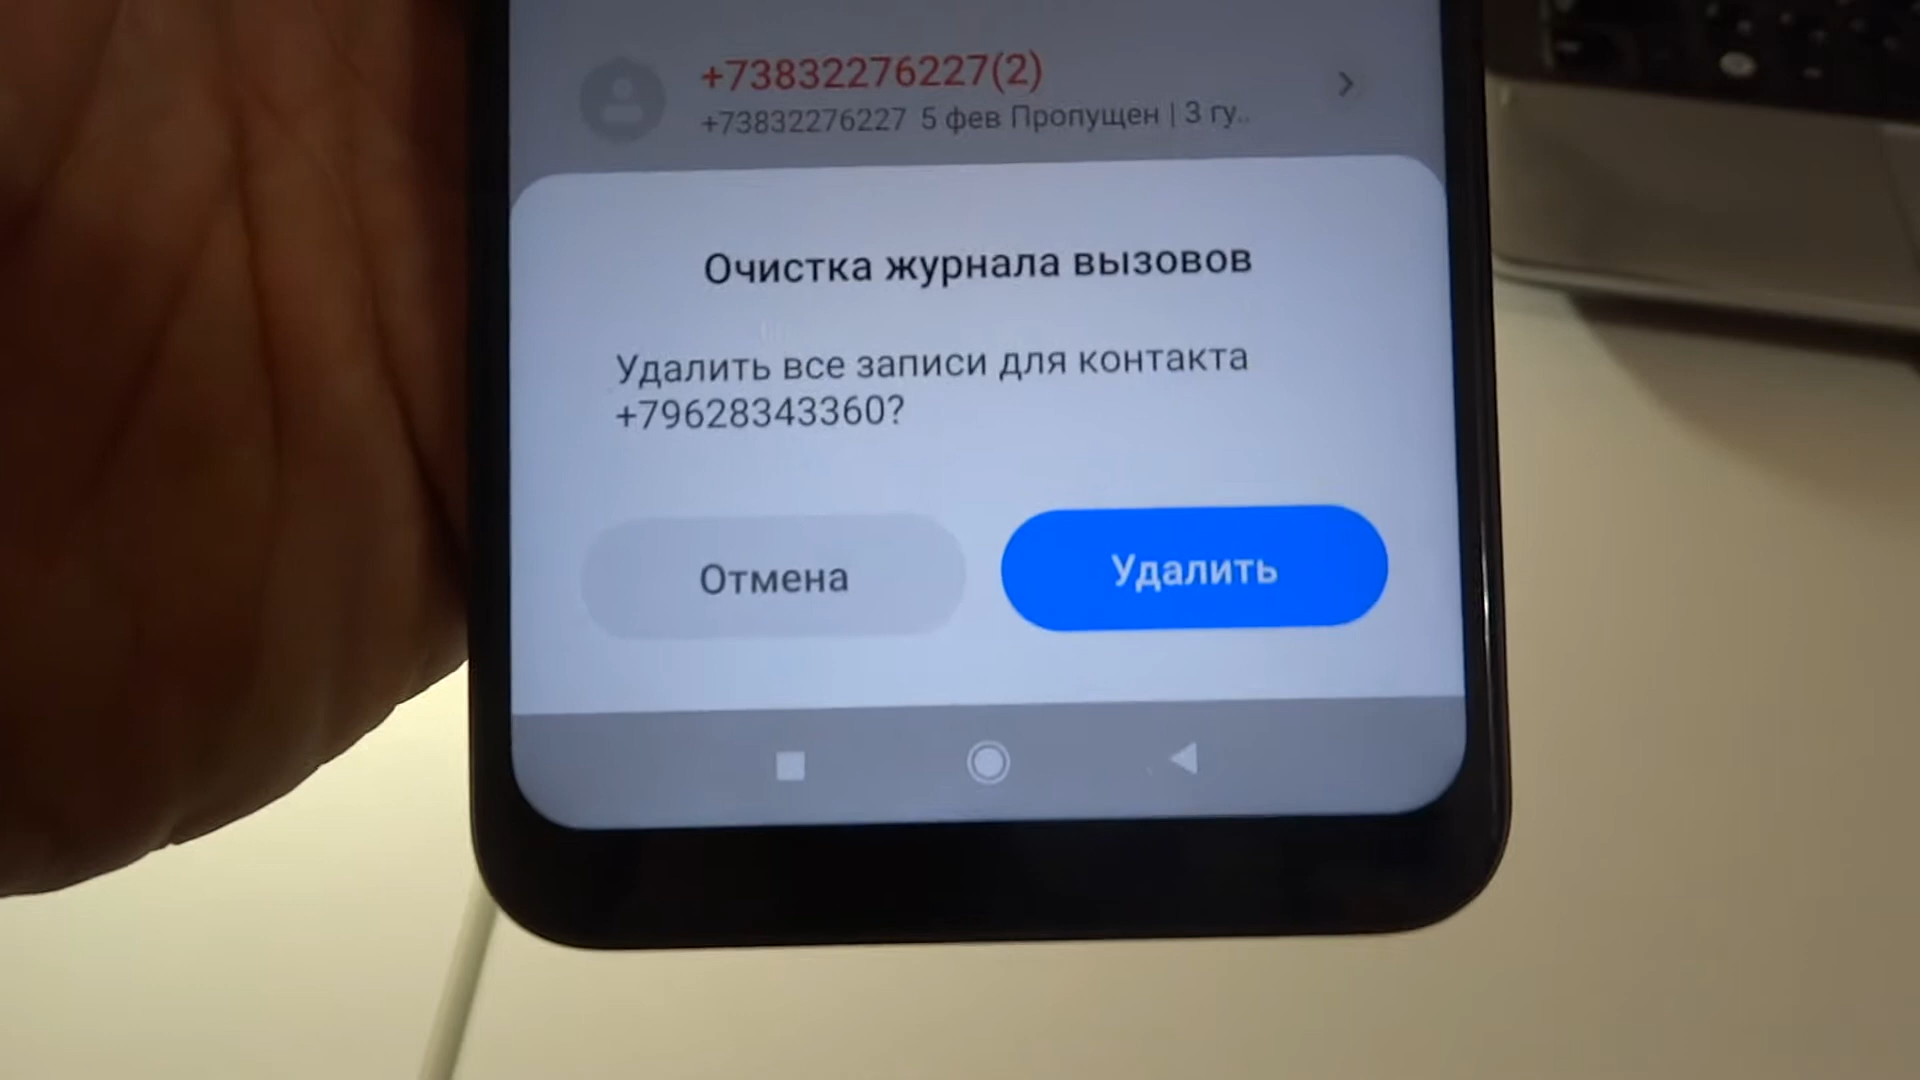 +73832276227(2)
+73832276227 5 фев Пропущен | 3 гу..
Очистка журнала вызовов
Удалить все записи для контакта
+79628343360?
Отмена
Удалить